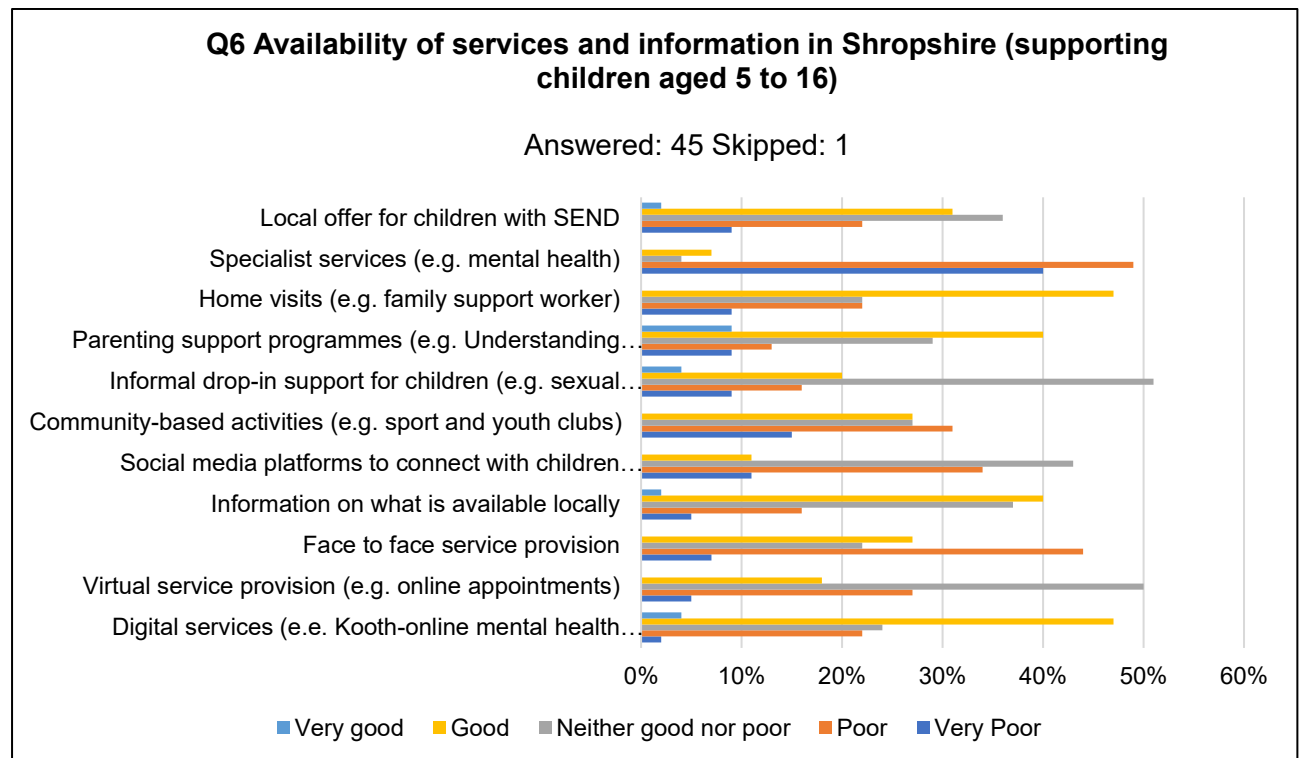 Q6 Availability of services and information in Shropshire (supporting
children aged 5 to 16)
Answered: 45 Skipped: 1
Local offer for children with SEND
Specialist services (e.g. mental health)
Home visits (e.g. family support worker)
Parenting support programmes (e.g. Understanding…
Informal drop-in support for children (e.g. sexual…
Community-based activities (e.g. sport and youth clubs)
Social media platforms to connect with children…
Information on what is available locally
Face to face service provision
Virtual service provision (e.g. online appointments)
Digital services (e.e. Kooth-online mental health…
0% 10% 20% 30% 40% 50% 60%
Very good Good Neither good nor poor Poor Very Poor